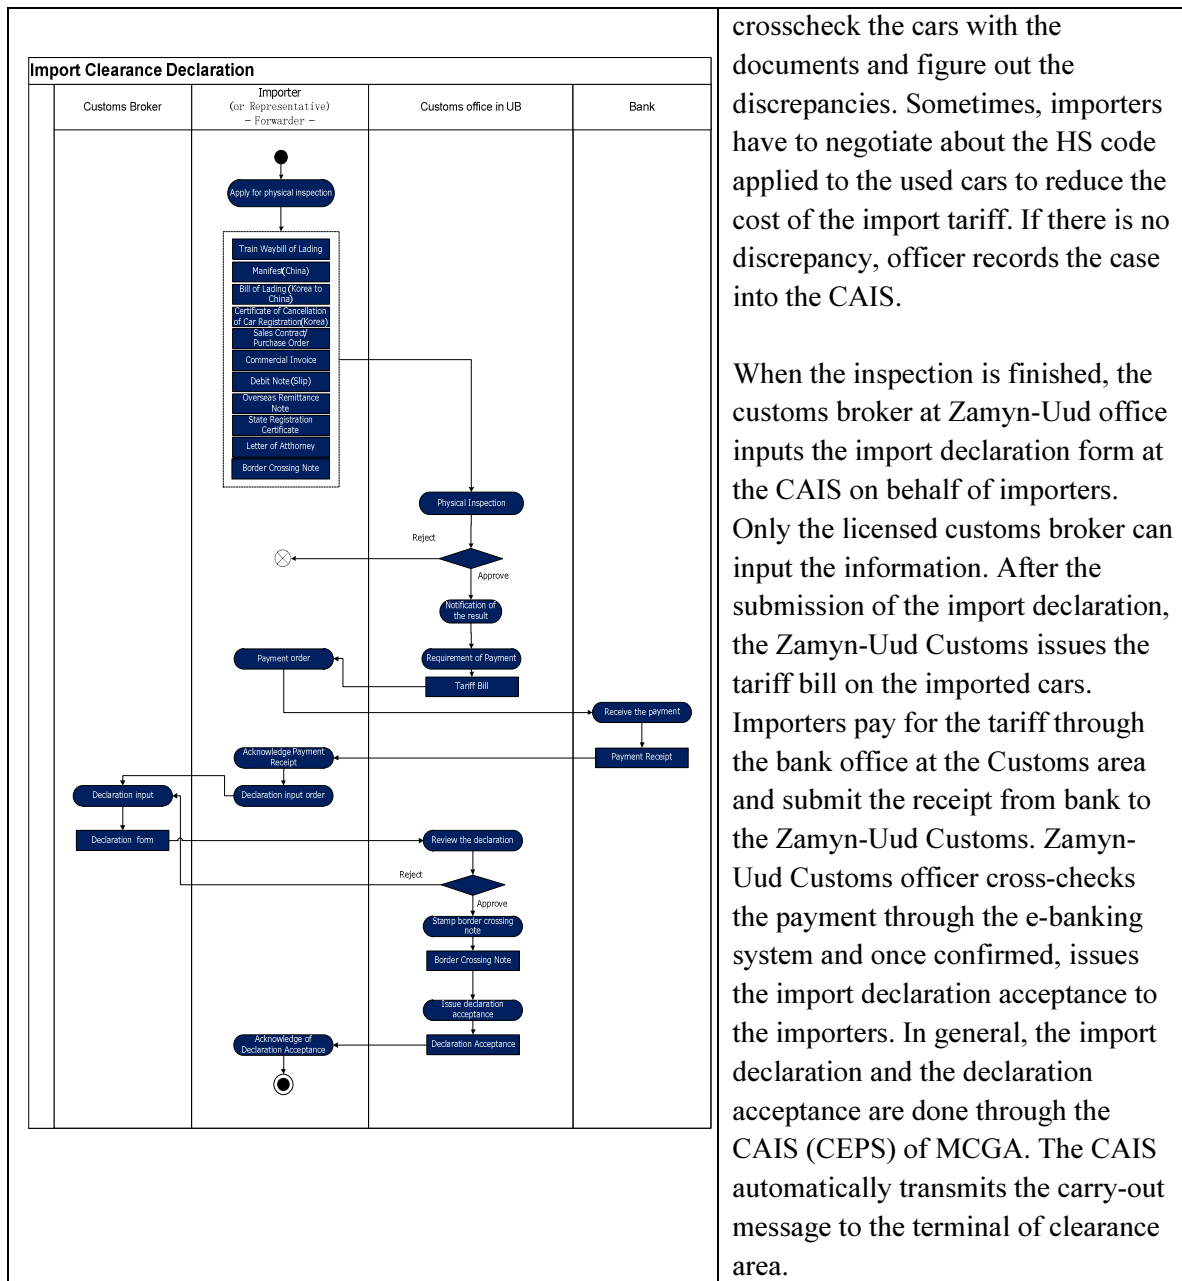 Import Clearance Declaration
Customs Broker
Importer
(or Representative)
- Forwarder -
Customs office in UB
Bank
Apply for physical inspection
Train Waybill of Lading
Manifest(China)
Bill of Lading(Korea to
China)
Certificate of Cancellation
of Car Registration(Korea)
Sales Contract/
Purchase Order
Commercial Invoice
Debit Note(Slip)
Overseas Remittance
Note
State Registration
Certificate
Letter of Atthorney
Border Crossing Note
Physical Inspection
Reject
Approve
Notification of
the result
Payment order
Requirement of Payment
Tariff Bill
Receive the payment
Acknowledge Payment
Receipt
Payment Receipt
Declaration input
Declaration input order
Declaration form
Review the declaration
Reject
Approve
Stamp border crossing
note
Border Crossing Note
Issue declaration
acceptance
Acknowledge of
Declaration Acceptance
Declaration Acceptance
crosscheck the cars with the
documents and figure out the
discrepancies. Sometimes, importers
have to negotiate about the HS code
applied to the used cars to reduce the
cost of the import tariff. If there is no
discrepancy, officer records the case
into the CAIS.
When the inspection is finished, the
customs broker at Zamyn-Uud office
inputs the import declaration form at
the CAIS on behalf of importers.
Only the licensed customs broker can
input the information. After the
submission of the import declaration,
the Zamyn-Uud Customs issues the
tariff bill on the imported cars.
Importers pay for the tariff through
the bank office at the Customs area
and submit the receipt from bank to
the Zamyn-Uud Customs. Zamyn-
Uud Customs officer cross-checks
the payment through the e-banking
system and once confirmed, issues
the import declaration acceptance to
the importers. In general, the import
declaration and the declaration
acceptance are done through the
CAIS (CEPS) of MCGA. The CAIS
automatically transmits the carry-out
message to the terminal of clearance
area.